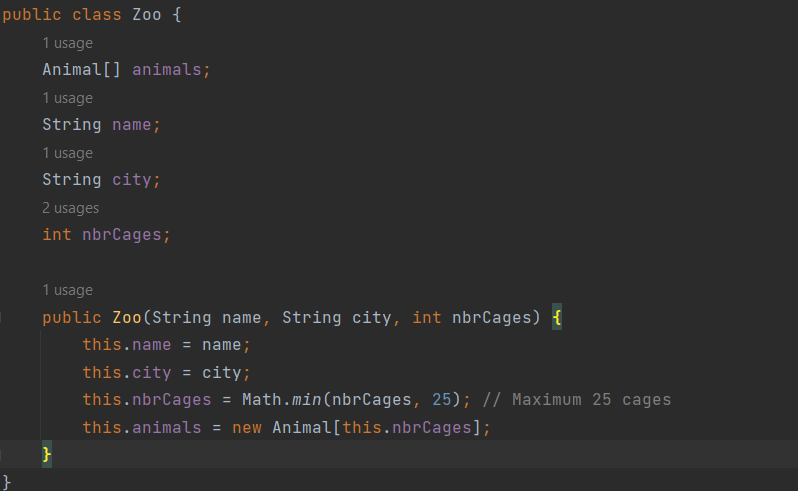 public class Zoo {
1 usage
Animal[] animals;
1 usage
String name;
1 usage
String city;
2 usages
int nbrCages;
1 usage
public Zoo(String name, String city, int nbrCages) {
this.name = name;
this.city = city;
this.nbrCages = Math.min(nbrCages, 25); // Maximum 25 cages
this.animals = new Animal[this.nbrCages];
}
}